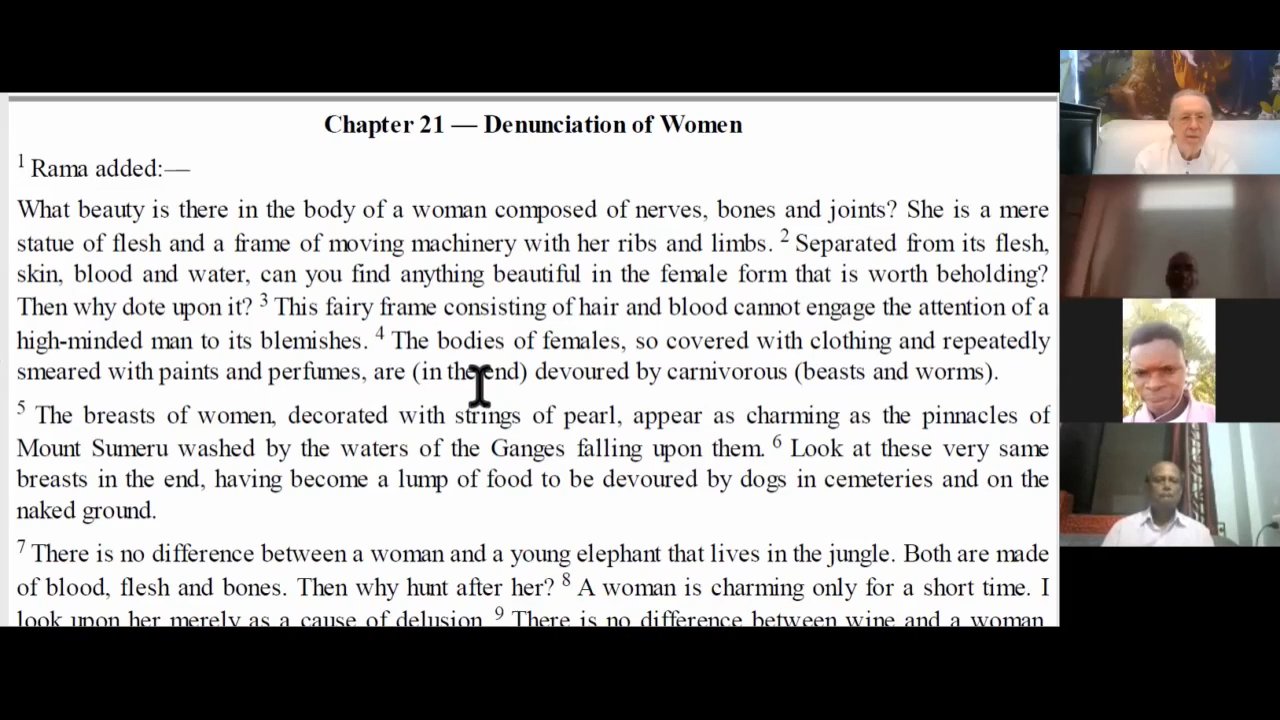 Chapter 21 — Denunciation of Women
1 Rama added:—
What beauty is there in the body of a woman composed of nerves, bones and joints? She is a mere
statue of flesh and a frame of moving machinery with her ribs and limbs. 2 Separated from its flesh,
skin, blood and water, can you find anything beautiful in the female form that is worth beholding?
Then why dote upon it? 3 This fairy frame consisting of hair and blood cannot engage the attention of a
high-minded man to its blemishes. 4 The bodies of females, so covered with clothing and repeatedly
smeared with paints and perfumes, are (in the end) devoured by carnivorous (beasts and worms).
5 The breasts of women, decorated with strings of pearl, appear as charming as the pinnacles of
Mount Sumeru washed by the waters of the Ganges falling upon them. 6 Look at these very same
breasts in the end, having become a lump of food to be devoured by dogs in cemeteries and on the
naked ground.
7 There is no difference between a woman and a young elephant that lives in the jungle. Both are made
of blood, flesh and bones. Then why hunt after her? 8 A woman is charming only for a short time. I
look upon her merely as a cause of delusion. 9 There is no difference between wine and a woman,